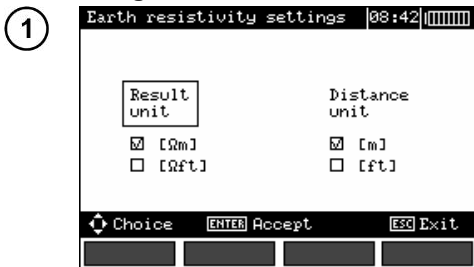 1
Earth resistivity settings 08:42
Result unit
Distance unit
☑ [Ωm]
☑ [m]
☐ [Ωft]
☐ [ft]
Choice ENTER Accept ESC Exit